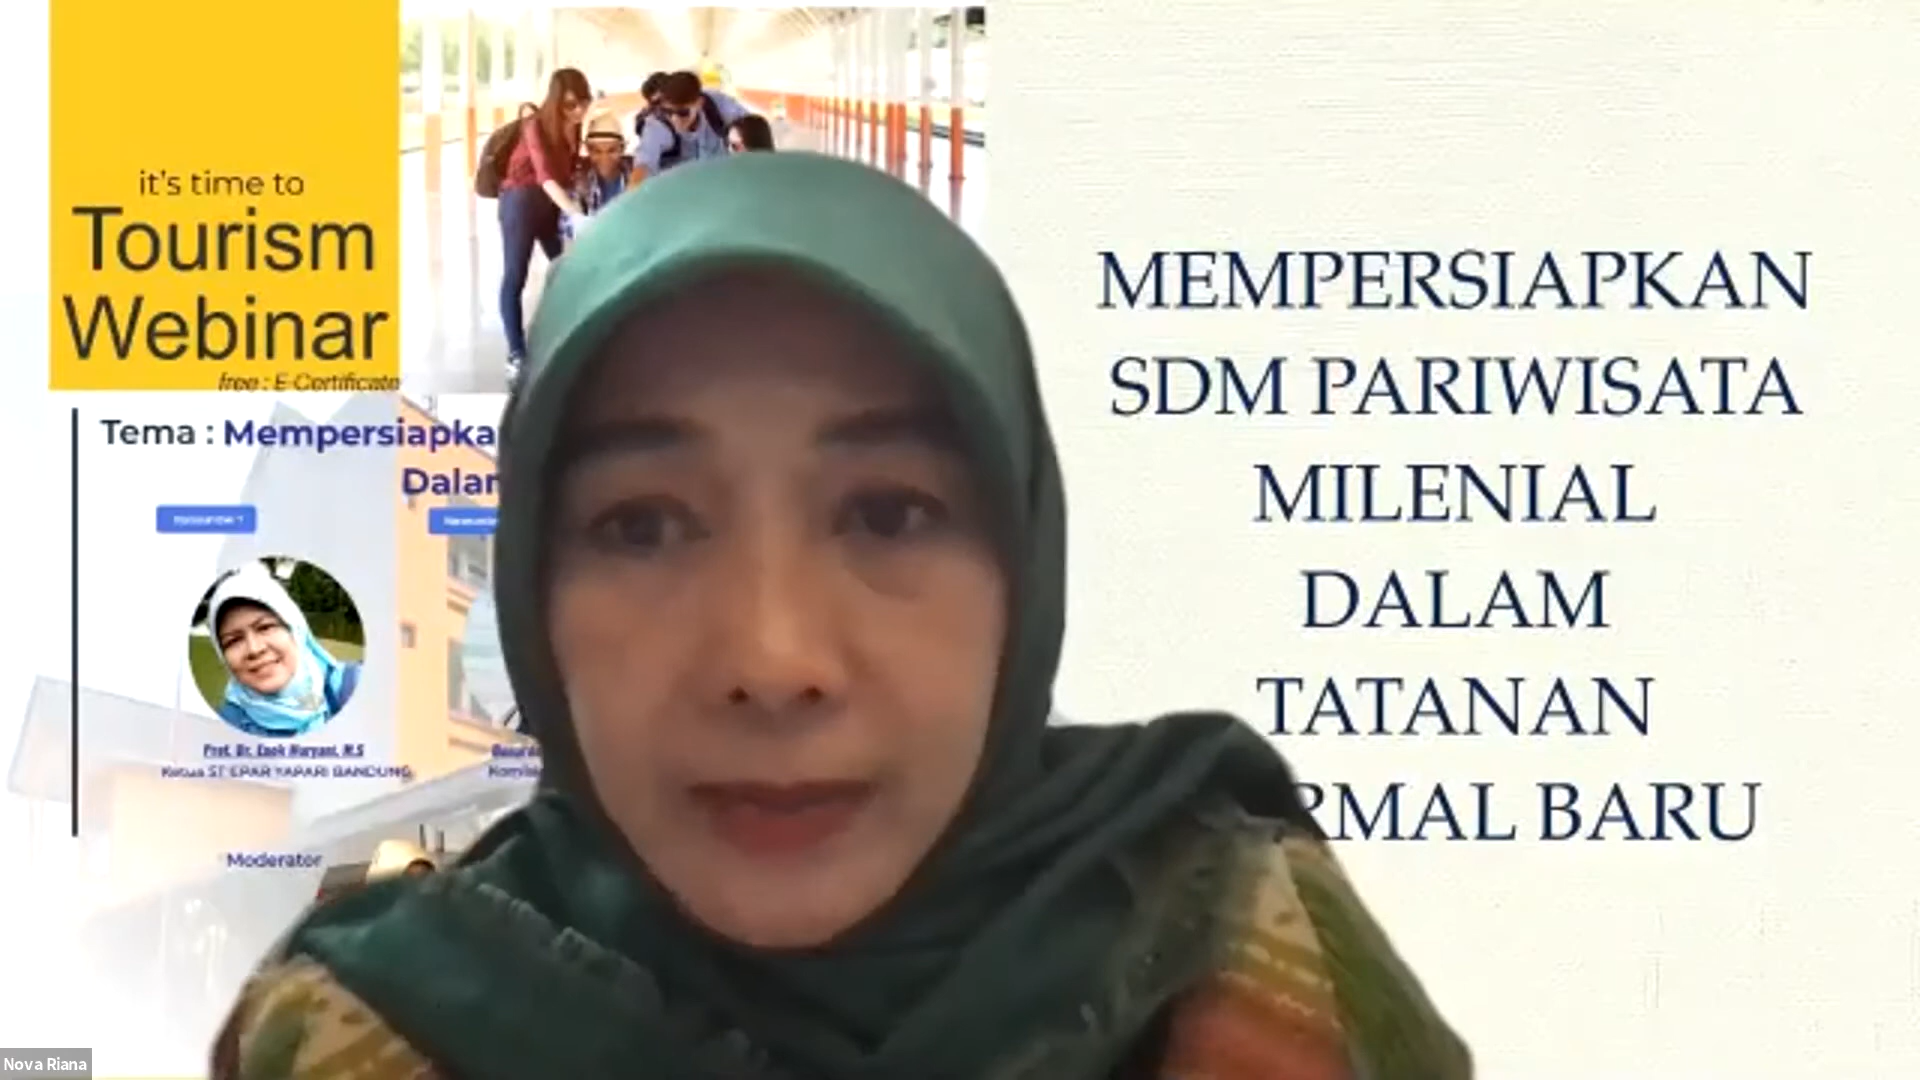 it's time to
Tourism
Webinar
free : E-Certificate
Tema : Mempersiapka
Dalam
Prof. Dr. Enok Maryani, M.S
Ketua STIEPAR YAPARI BANDUNG
Moderator
MEMPERSIAPKAN
SDM PARIWISATA
MILENIAL
DALAM
TATANAN
RMAL BARU
Nova Riana